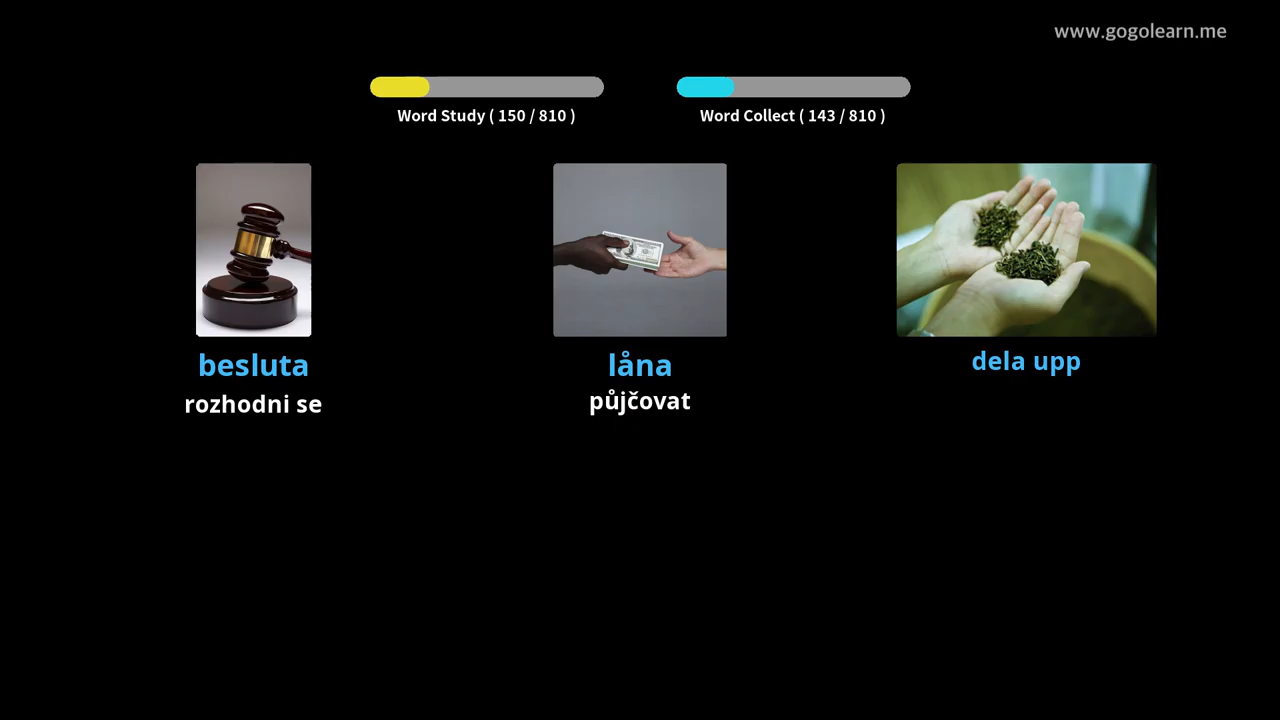 www.gogolearn.me
Word Study ( 150 / 810 )
Word Collect ( 143 / 810 )
besluta
rozhodni se
låna
půjčovat
dela upp